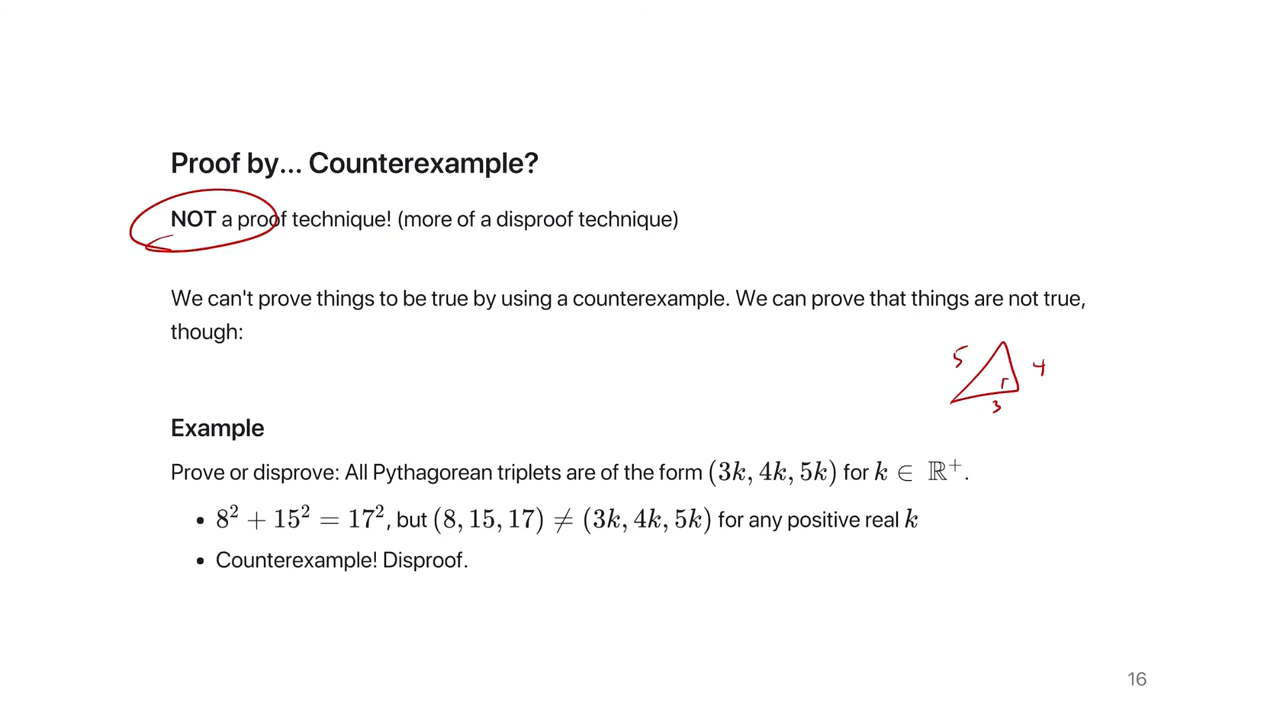 Proof by... Counterexample?
NOT a proof technique! (more of a disproof technique)
We can't prove things to be true by using a counterexample. We can prove that things are not true,
though:
5
4
3
Example
Prove or disprove: All Pythagorean triplets are of the form (3k, 4k, 5k) for k ∈ ℝ⁺.
• 8² + 15² = 17², but (8, 15, 17) ≠ (3k, 4k, 5k) for any positive real k
• Counterexample! Disproof.
16